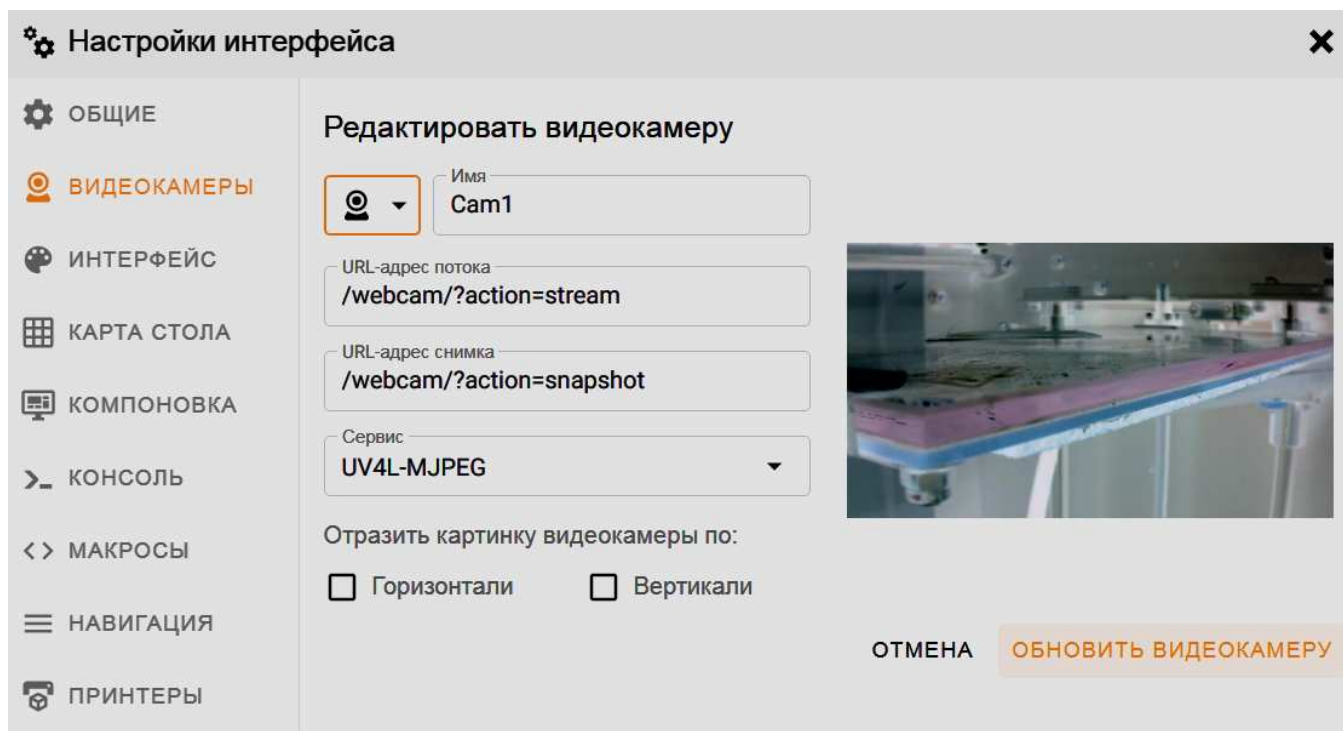 Настройки интерфейса
ОБЩИЕ
ВИДЕОКАМЕРЫ
ИНТЕРФЕЙС
КАРТА СТОЛА
КОМПОНОВКА
КОНСОЛЬ
МАКРОСЫ
НАВИГАЦИЯ
ПРИНТЕРЫ
Редактировать видеокамеру
Имя
Cam1
URL-адрес потока
/webcam/?action=stream
URL-адрес снимка
/webcam/?action=snapshot
Сервис
UV4L-MJPEG
Отразить картинку видеокамеры по:
Горизонтали Вертикали
ОТМЕНА ОБНОВИТЬ ВИДЕОКАМЕРУ